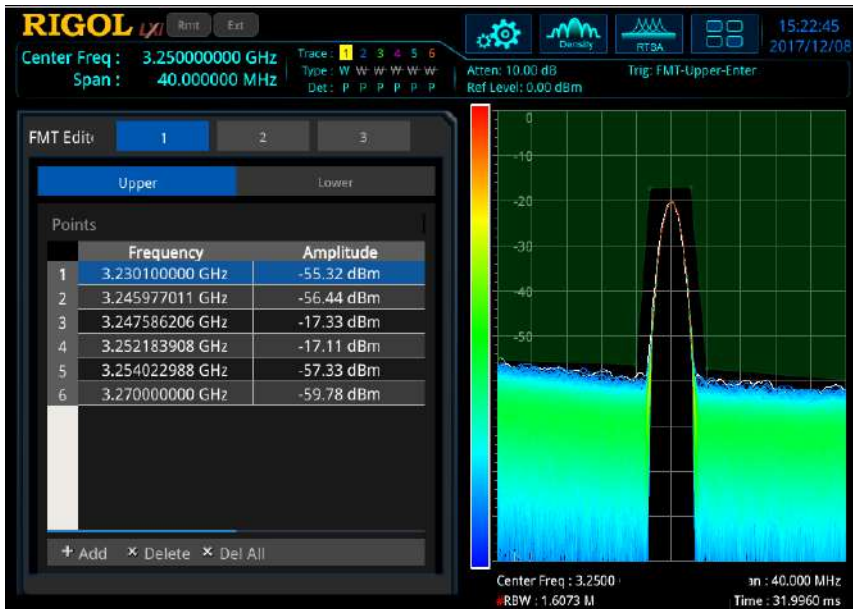 RIGOL LXI Rmt Ext
Center Freq : 3.250000000 GHz
Span : 40.000000 MHz
Trace : 1 2 3 4 5 6
Type : W W W W W W
Det : P P P P P P
Density
RTSA
15:22:45
2017/12/08
Atten: 10.00 dB Trig: FMT-Upper-Enter
Ref Level: 0.00 dBm
FMT Edit 1 2 3
Upper Lower
Points
Frequency Amplitude
1 3.230100000 GHz -55.32 dBm
2 3.245977011 GHz -56.44 dBm
3 3.247586206 GHz -17.33 dBm
4 3.252183908 GHz -17.11 dBm
5 3.254022988 GHz -57.33 dBm
6 3.270000000 GHz -59.78 dBm
+ Add × Delete × Del All
0
-10
-20
-30
-40
-50
Center Freq : 3.2500 an : 40.000 MHz
#RBW : 1.6073 M Time : 31.9960 ms